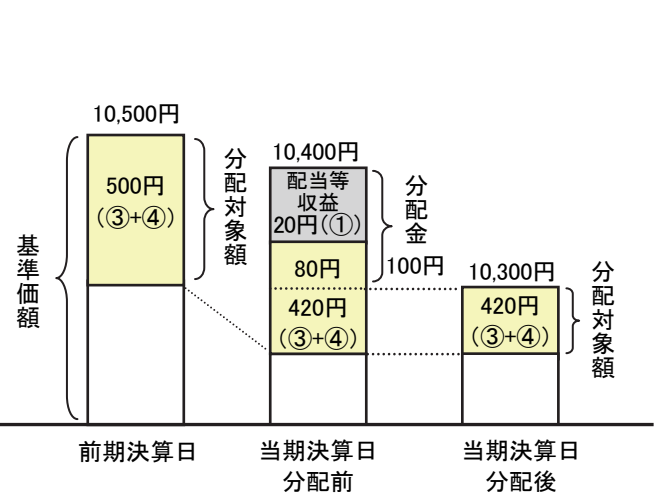 10,500円
500円
(③+④)
分配対象額
基準価額
10,400円
配当等
収益
20円(①)
80円
420円
(③+④)
分配金
100円
10,300円
420円
(③+④)
分配対象額
前期決算日
当期決算日
分配前
当期決算日
分配後